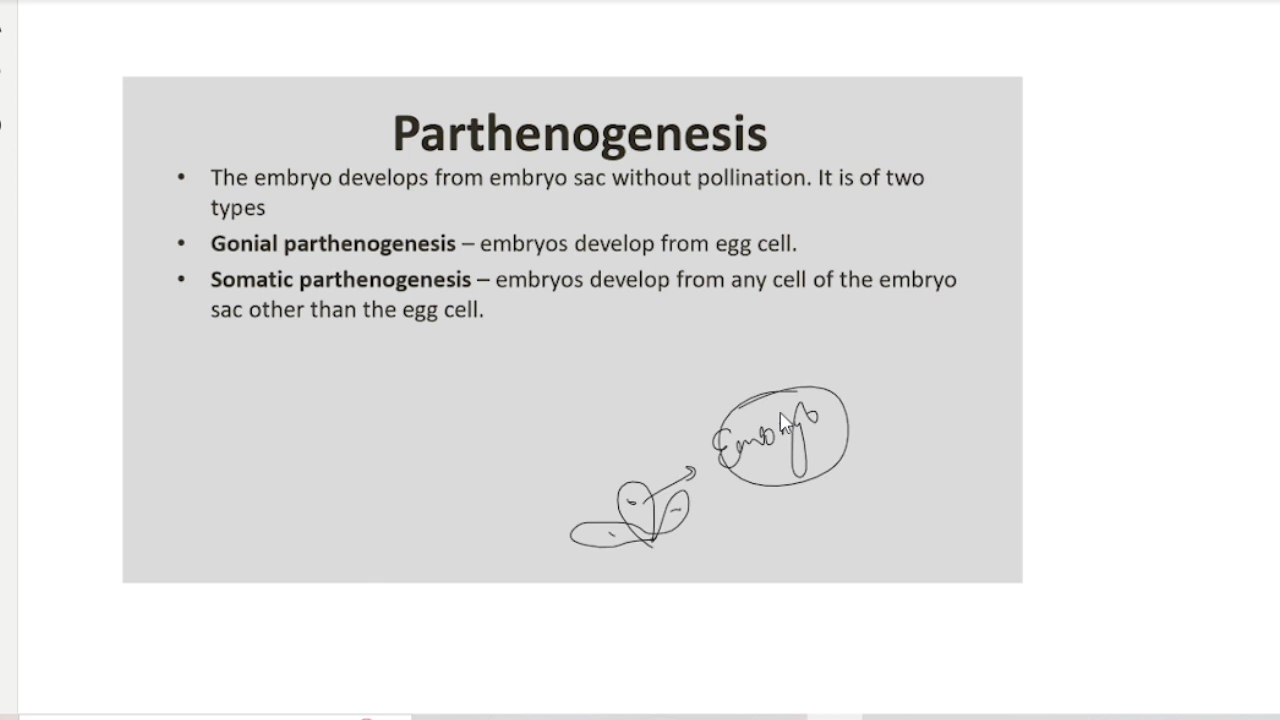 Parthenogenesis
• The embryo develops from embryo sac without pollination. It is of two
types
• Gonial parthenogenesis – embryos develop from egg cell.
• Somatic parthenogenesis – embryos develop from any cell of the embryo
sac other than the egg cell.
Embryo